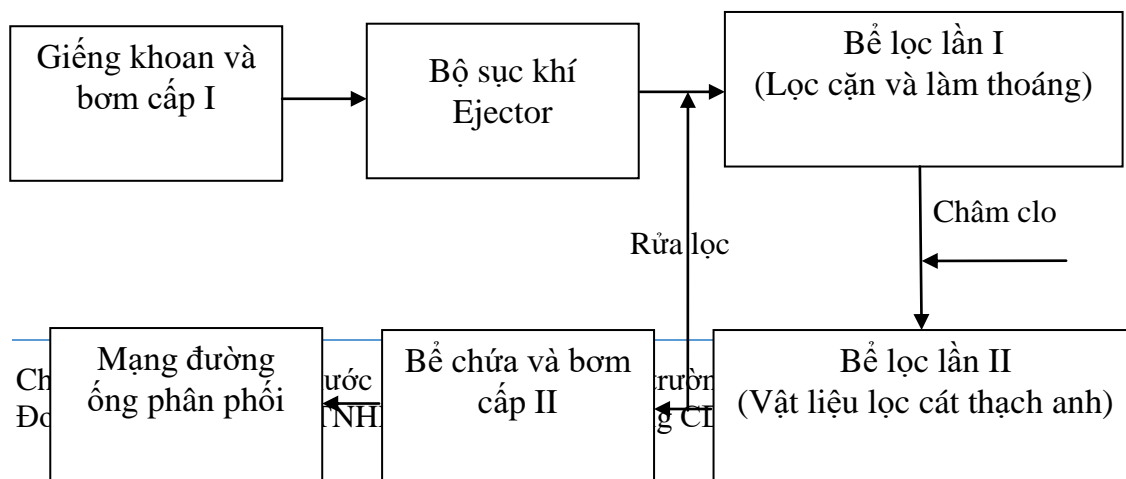 Giếng khoan và
bơm cấp I
Bộ sục khí
Ejector
Bể lọc lần I
(Lọc cặn và làm thoáng)
Châm clo
Rửa lọc
Mạng đường
ống phân phối
Bể chứa và bơm
cấp II
Bể lọc lần II
(Vật liệu lọc cát thạch anh)